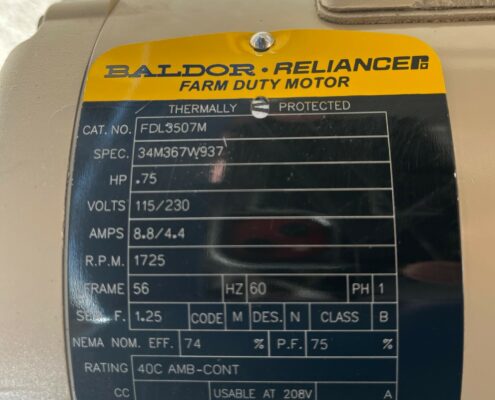 BALDOR • RELIANCE
FARM DUTY MOTOR
THERMALLY PROTECTED
CAT. NO. FDL3507M
SPEC. 34M367W937
HP .75
VOLTS 115/230
AMPS 8.8/4.4
R.P.M. 1725
FRAME 56 HZ 60 PH 1
SER. F. 1.25 CODE M DES. N CLASS B
NEMA NOM. EFF. 74 % P.F. 75 %
RATING 40C AMB-CONT
CC USABLE AT 208V A